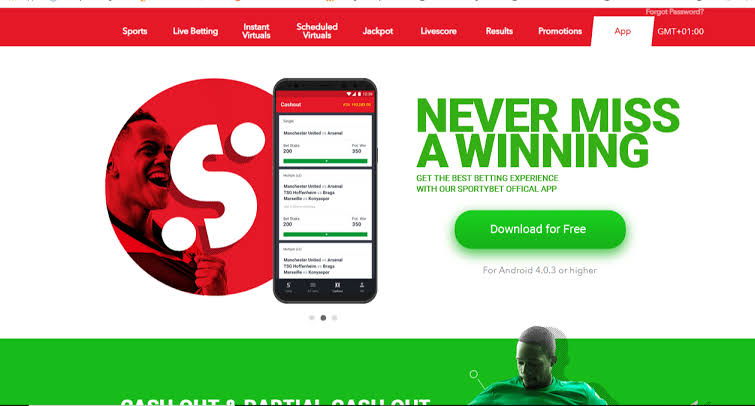 Forgot Password?
Sports
Live Betting
Instant
Virtuals
Scheduled
Virtuals
Jackpot
Livescore
Results
Promotions
App
GMT+01:00
Cashout
Single
Manchester United vs Arsenal
Bet Stake
Pot. Win
200
350
Manchester United vs Arsenal
TSG Hoffenheim vs Braga
Marseille vs Konyaspor
Bet Stake
Pot. Win
200
350
Manchester United vs Arsenal
TSG Hoffenheim vs Braga
Marseille vs Konyaspor
NEVER MISS
A WINNING
GET THE BEST BETTING EXPERIENCE
WITH OUR SPORTYBET OFFICAL APP
Download for Free
For Android 4.0.3 or higher
CASH OUT & PARTIAL CASH OUT